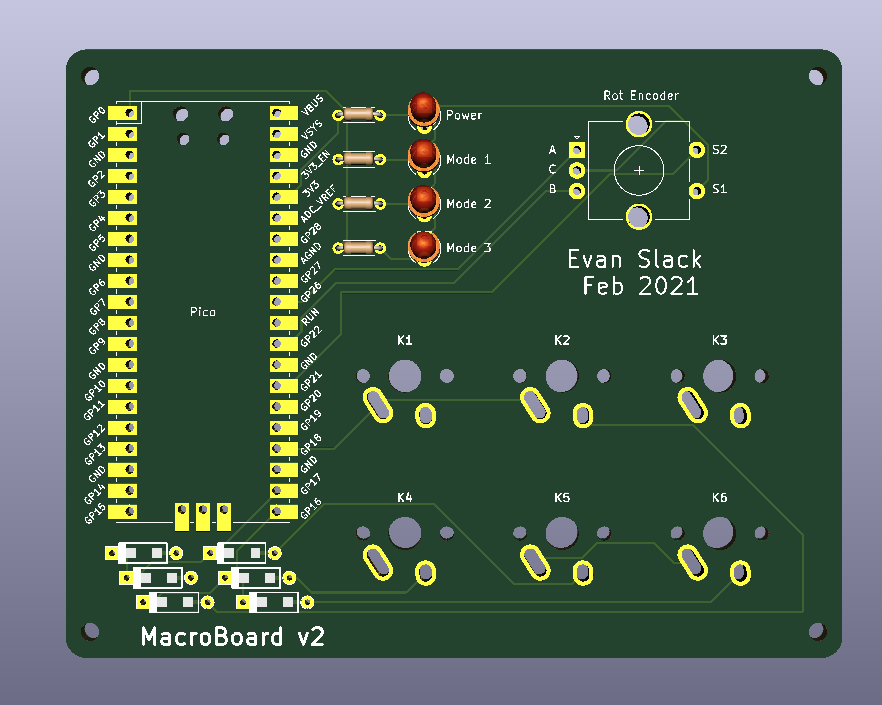 GP0
GP1
GND
GP2
GP3
GP4
GP5
GND
GP6
GP7
GP8
GP9
GND
GP10
GP11
GP12
GP13
GND
GP14
GP15
Pico
VBUS
VSYS
GND
3V3_EN
3V3
ADC_VREF
GP28
AGND
GP27
GP26
RUN
GP22
GND
GP21
GP20
GP19
GP18
GND
GP17
GP16
Power
Mode 1
Mode 2
Mode 3
Rot Encoder
A
C
B
S2
S1
Evan Slack
Feb 2021
K1
K2
K3
K4
K5
K6
MacroBoard v2